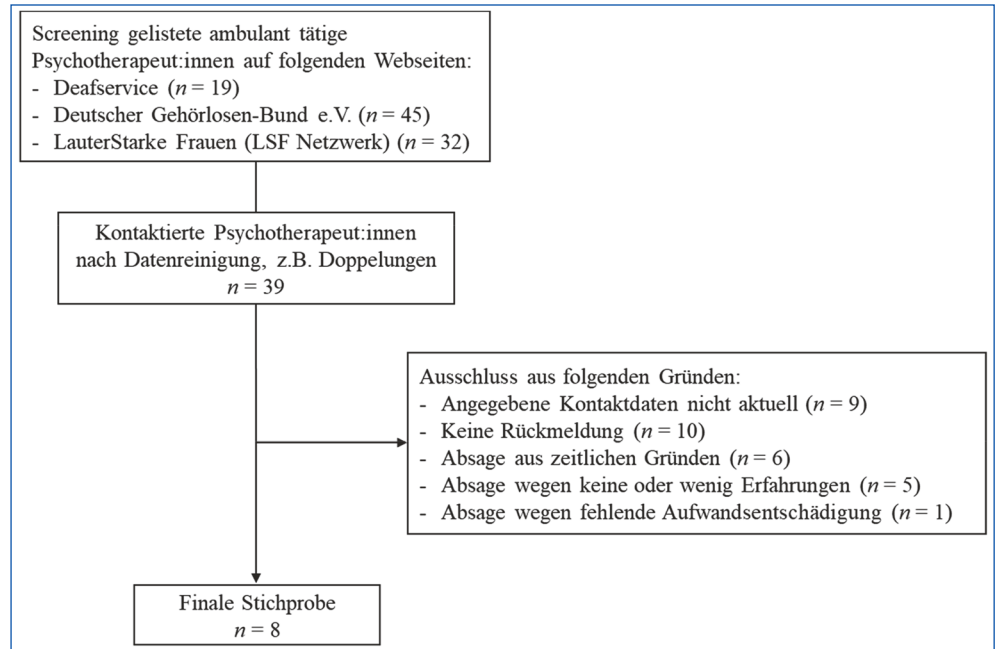 Screening gelistete ambulant tätige
Psychotherapeut:innen auf folgenden Webseiten:
- Deafservice (n = 19)
- Deutscher Gehörlosen-Bund e.V. (n = 45)
- LauterStarke Frauen (LSF Netzwerk) (n = 32)
Kontaktierte Psychotherapeut:innen
nach Datenreinigung, z.B. Doppelungen
n = 39
Ausschluss aus folgenden Gründen:
- Angegebene Kontaktdaten nicht aktuell (n = 9)
- Keine Rückmeldung (n = 10)
- Absage aus zeitlichen Gründen (n = 6)
- Absage wegen keine oder wenig Erfahrungen (n = 5)
- Absage wegen fehlende Aufwandsentschädigung (n = 1)
Finale Stichprobe
n = 8